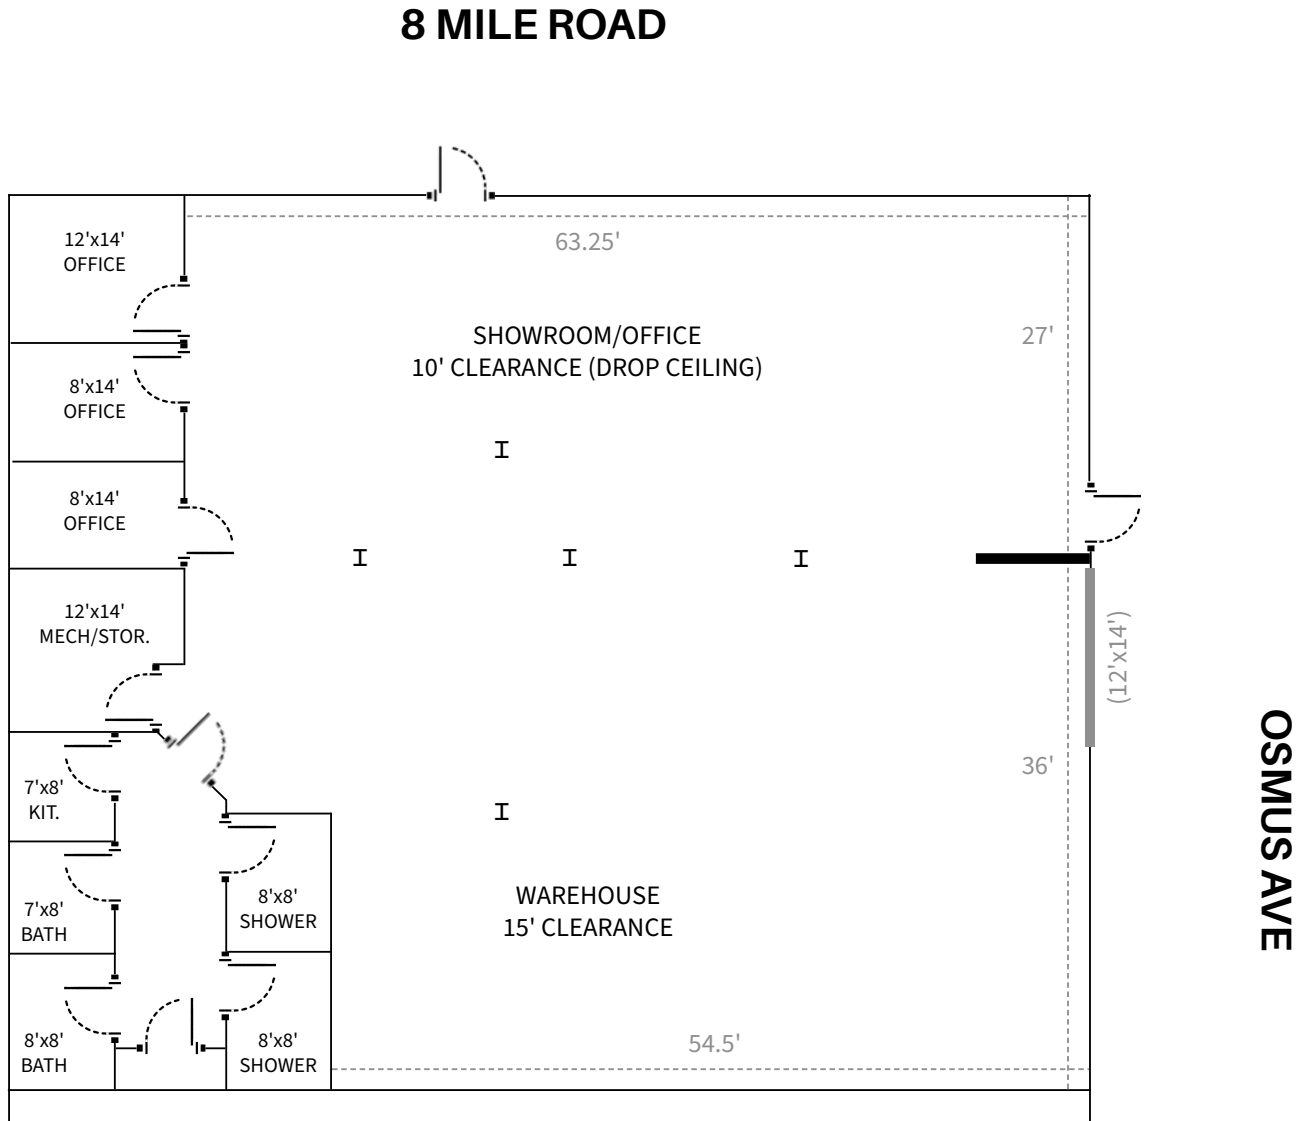 8 MILE ROAD
12'x14'
OFFICE
63.25'
SHOWROOM/OFFICE
10' CLEARANCE (DROP CEILING)
27'
8'x14'
OFFICE
8'x14'
OFFICE
12'x14'
MECH/STOR.
(12'x14')
OSMUS AVE
36'
7'x8'
KIT.
7'x8'
BATH
8'x8'
SHOWER
WAREHOUSE
15' CLEARANCE
8'x8'
BATH
8'x8'
SHOWER
54.5'